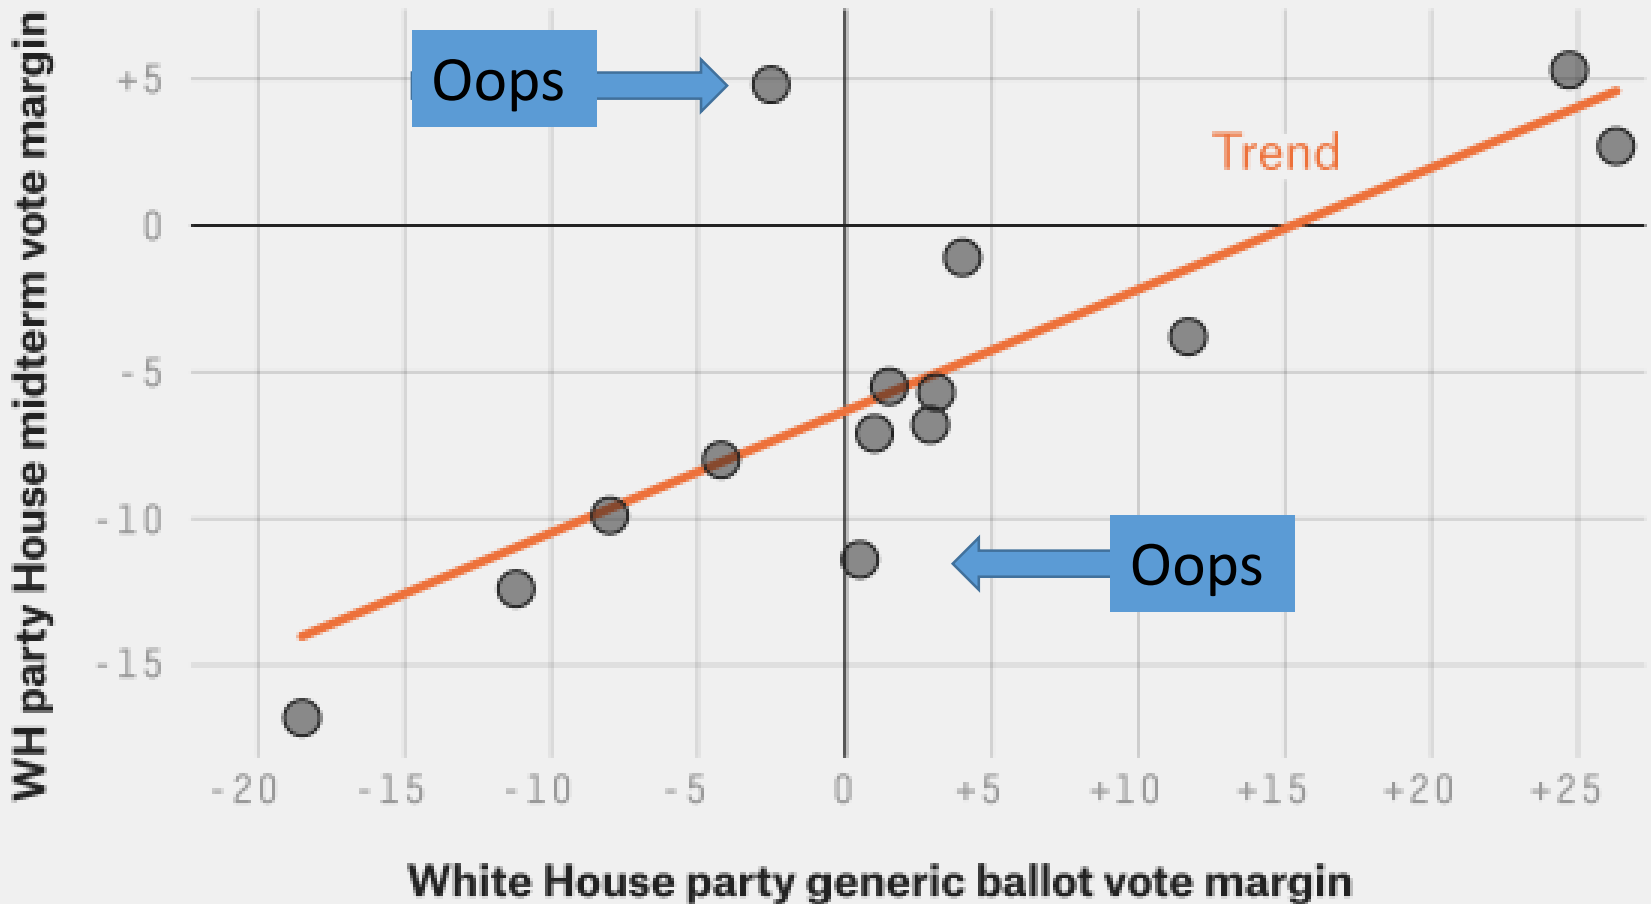 WH party House midterm vote margin
+5
0
-5
-10
-15
Oops
Trend
Oops
-20 -15 -10 -5 0 +5 +10 +15 +20 +25
White House party generic ballot vote margin